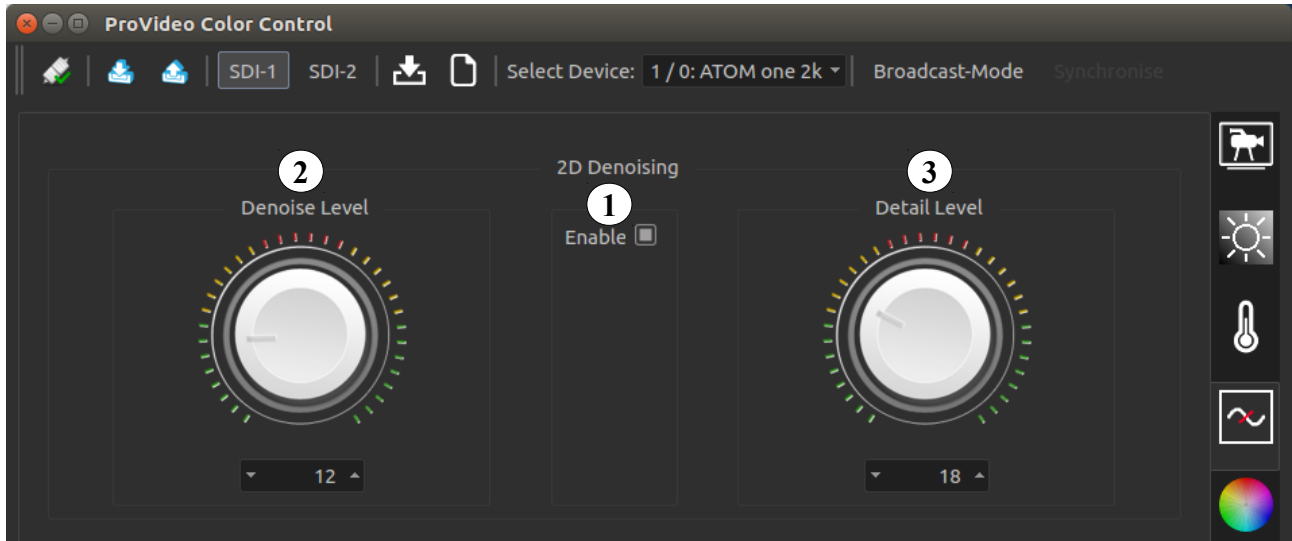 ProVideo Color Control
SDI-1 SDI-2 Select Device: 1 / 0: ATOM one 2k Broadcast-Mode Synchronise
2D Denoising
2 1 3
Denoise Level Enable Detail Level
12 18